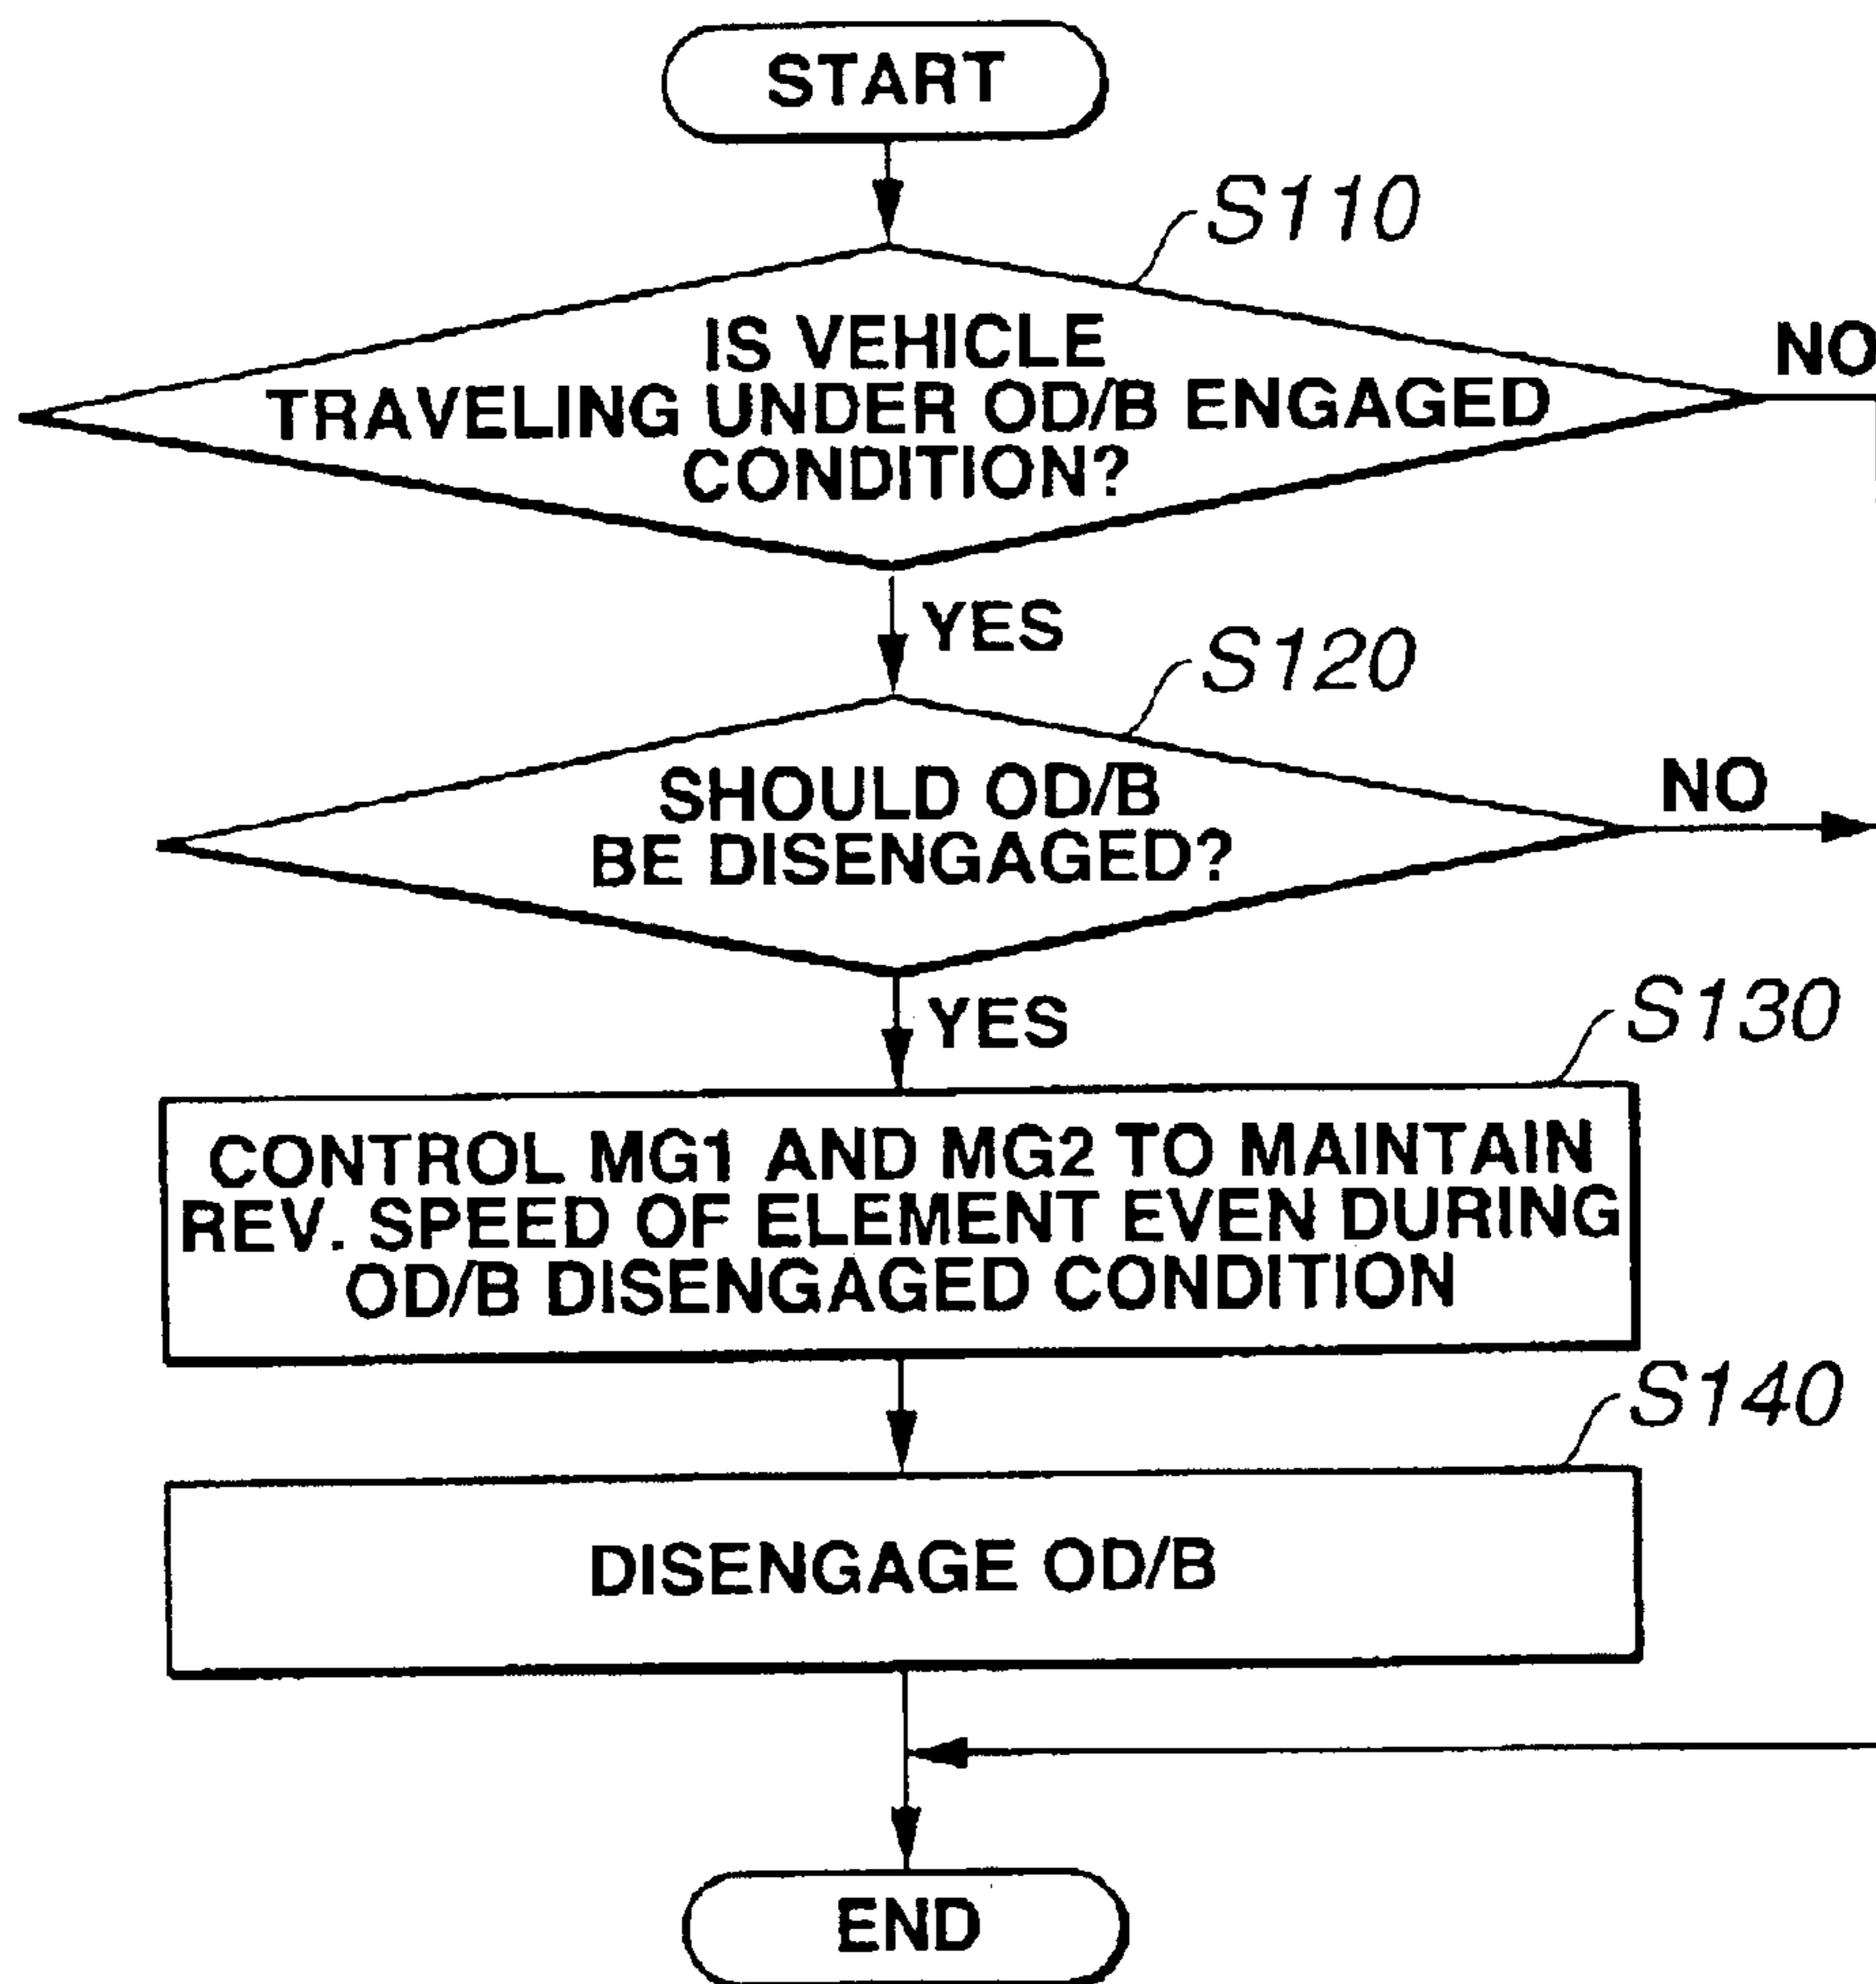 START
S110
IS VEHICLE
TRAVELING UNDER OD/B ENGAGED
CONDITION?
NO
YES
S120
SHOULD OD/B
BE DISENGAGED?
NO
YES
S130
CONTROL MG1 AND MG2 TO MAINTAIN
REV. SPEED OF ELEMENT EVEN DURING
OD/B DISENGAGED CONDITION
S140
DISENGAGE OD/B
END